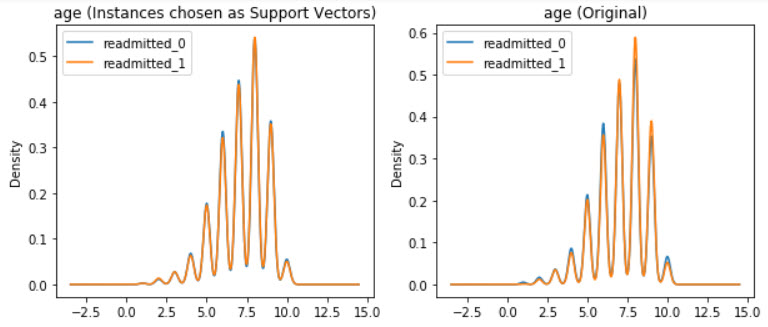 age (Instances chosen as Support Vectors)
readmitted_0
readmitted_1
Density
0.5
0.4
0.3
0.2
0.1
0.0
−2.5 0.0 2.5 5.0 7.5 10.0 12.5 15.0
age (Original)
readmitted_0
readmitted_1
Density
0.6
0.5
0.4
0.3
0.2
0.1
0.0
−2.5 0.0 2.5 5.0 7.5 10.0 12.5 15.0